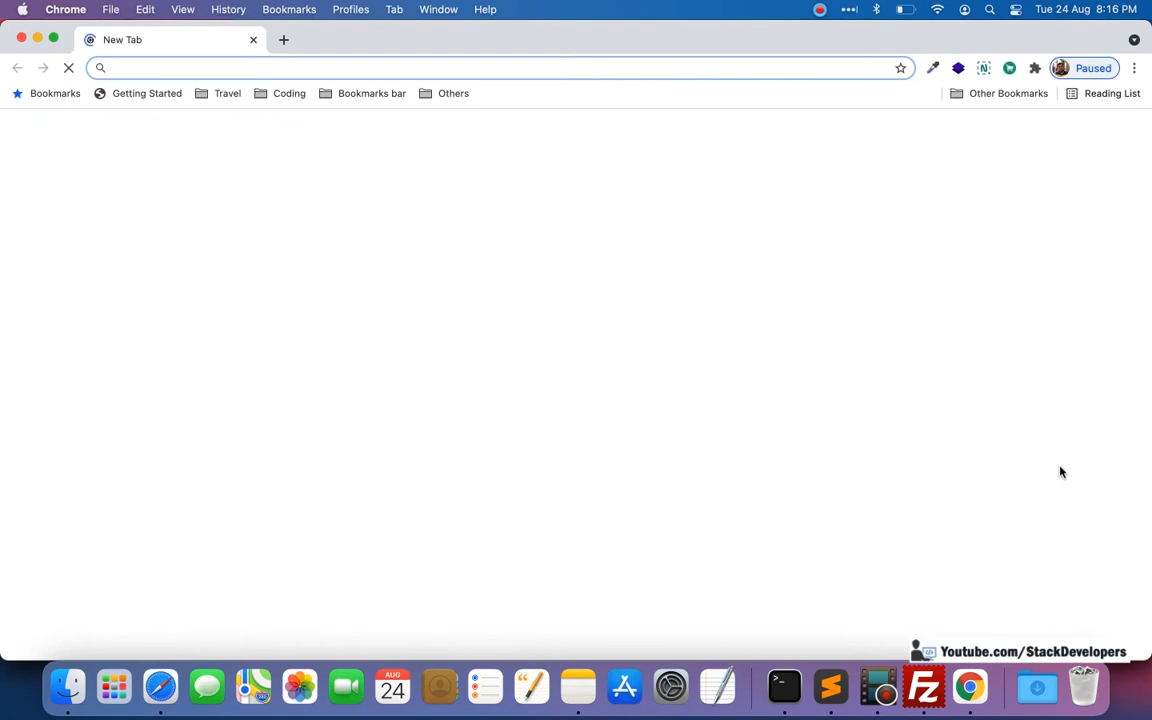 Chrome File Edit View History Bookmarks Profiles Tab Window Help Tue 24 Aug 8:16 PM
New Tab
Paused
Bookmarks Getting Started Travel Coding Bookmarks bar Others Other Bookmarks Reading List
Youtube.com/StackDevelopers
AUG
24
>_
Fz